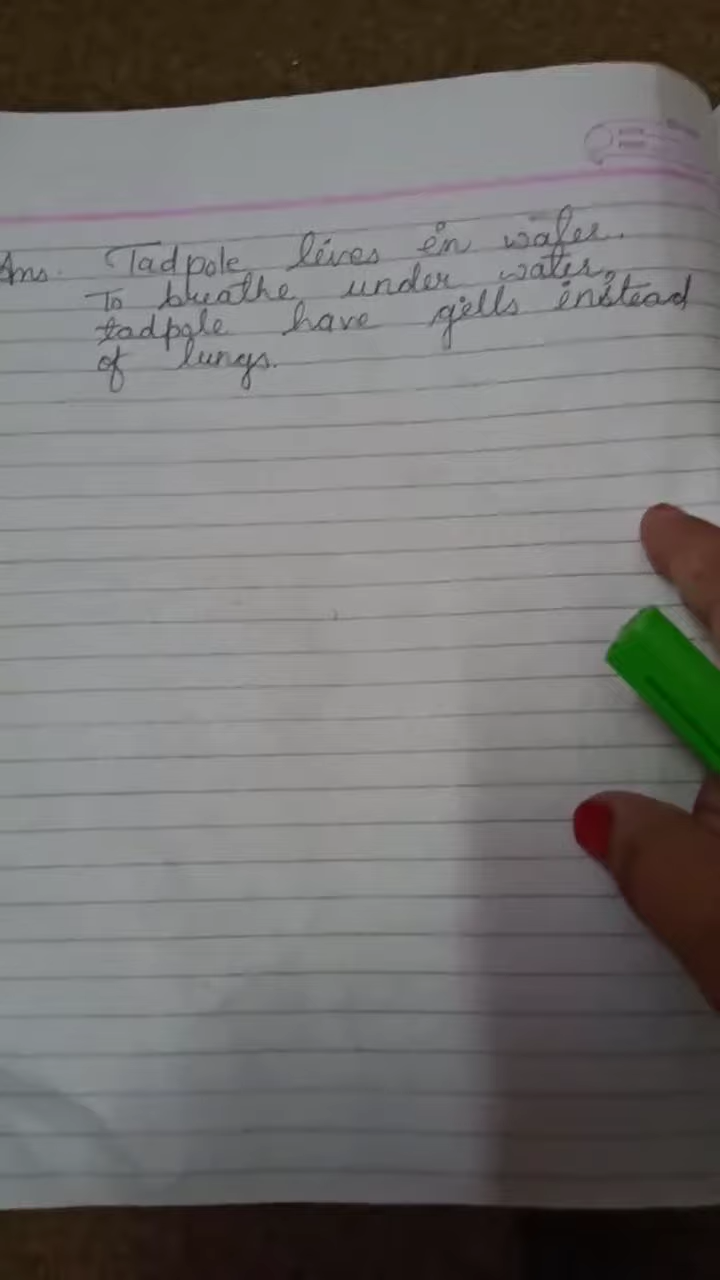 Ans. Tadpole lives in water.
To breathe under water,
tadpole have gills instead
of lungs.